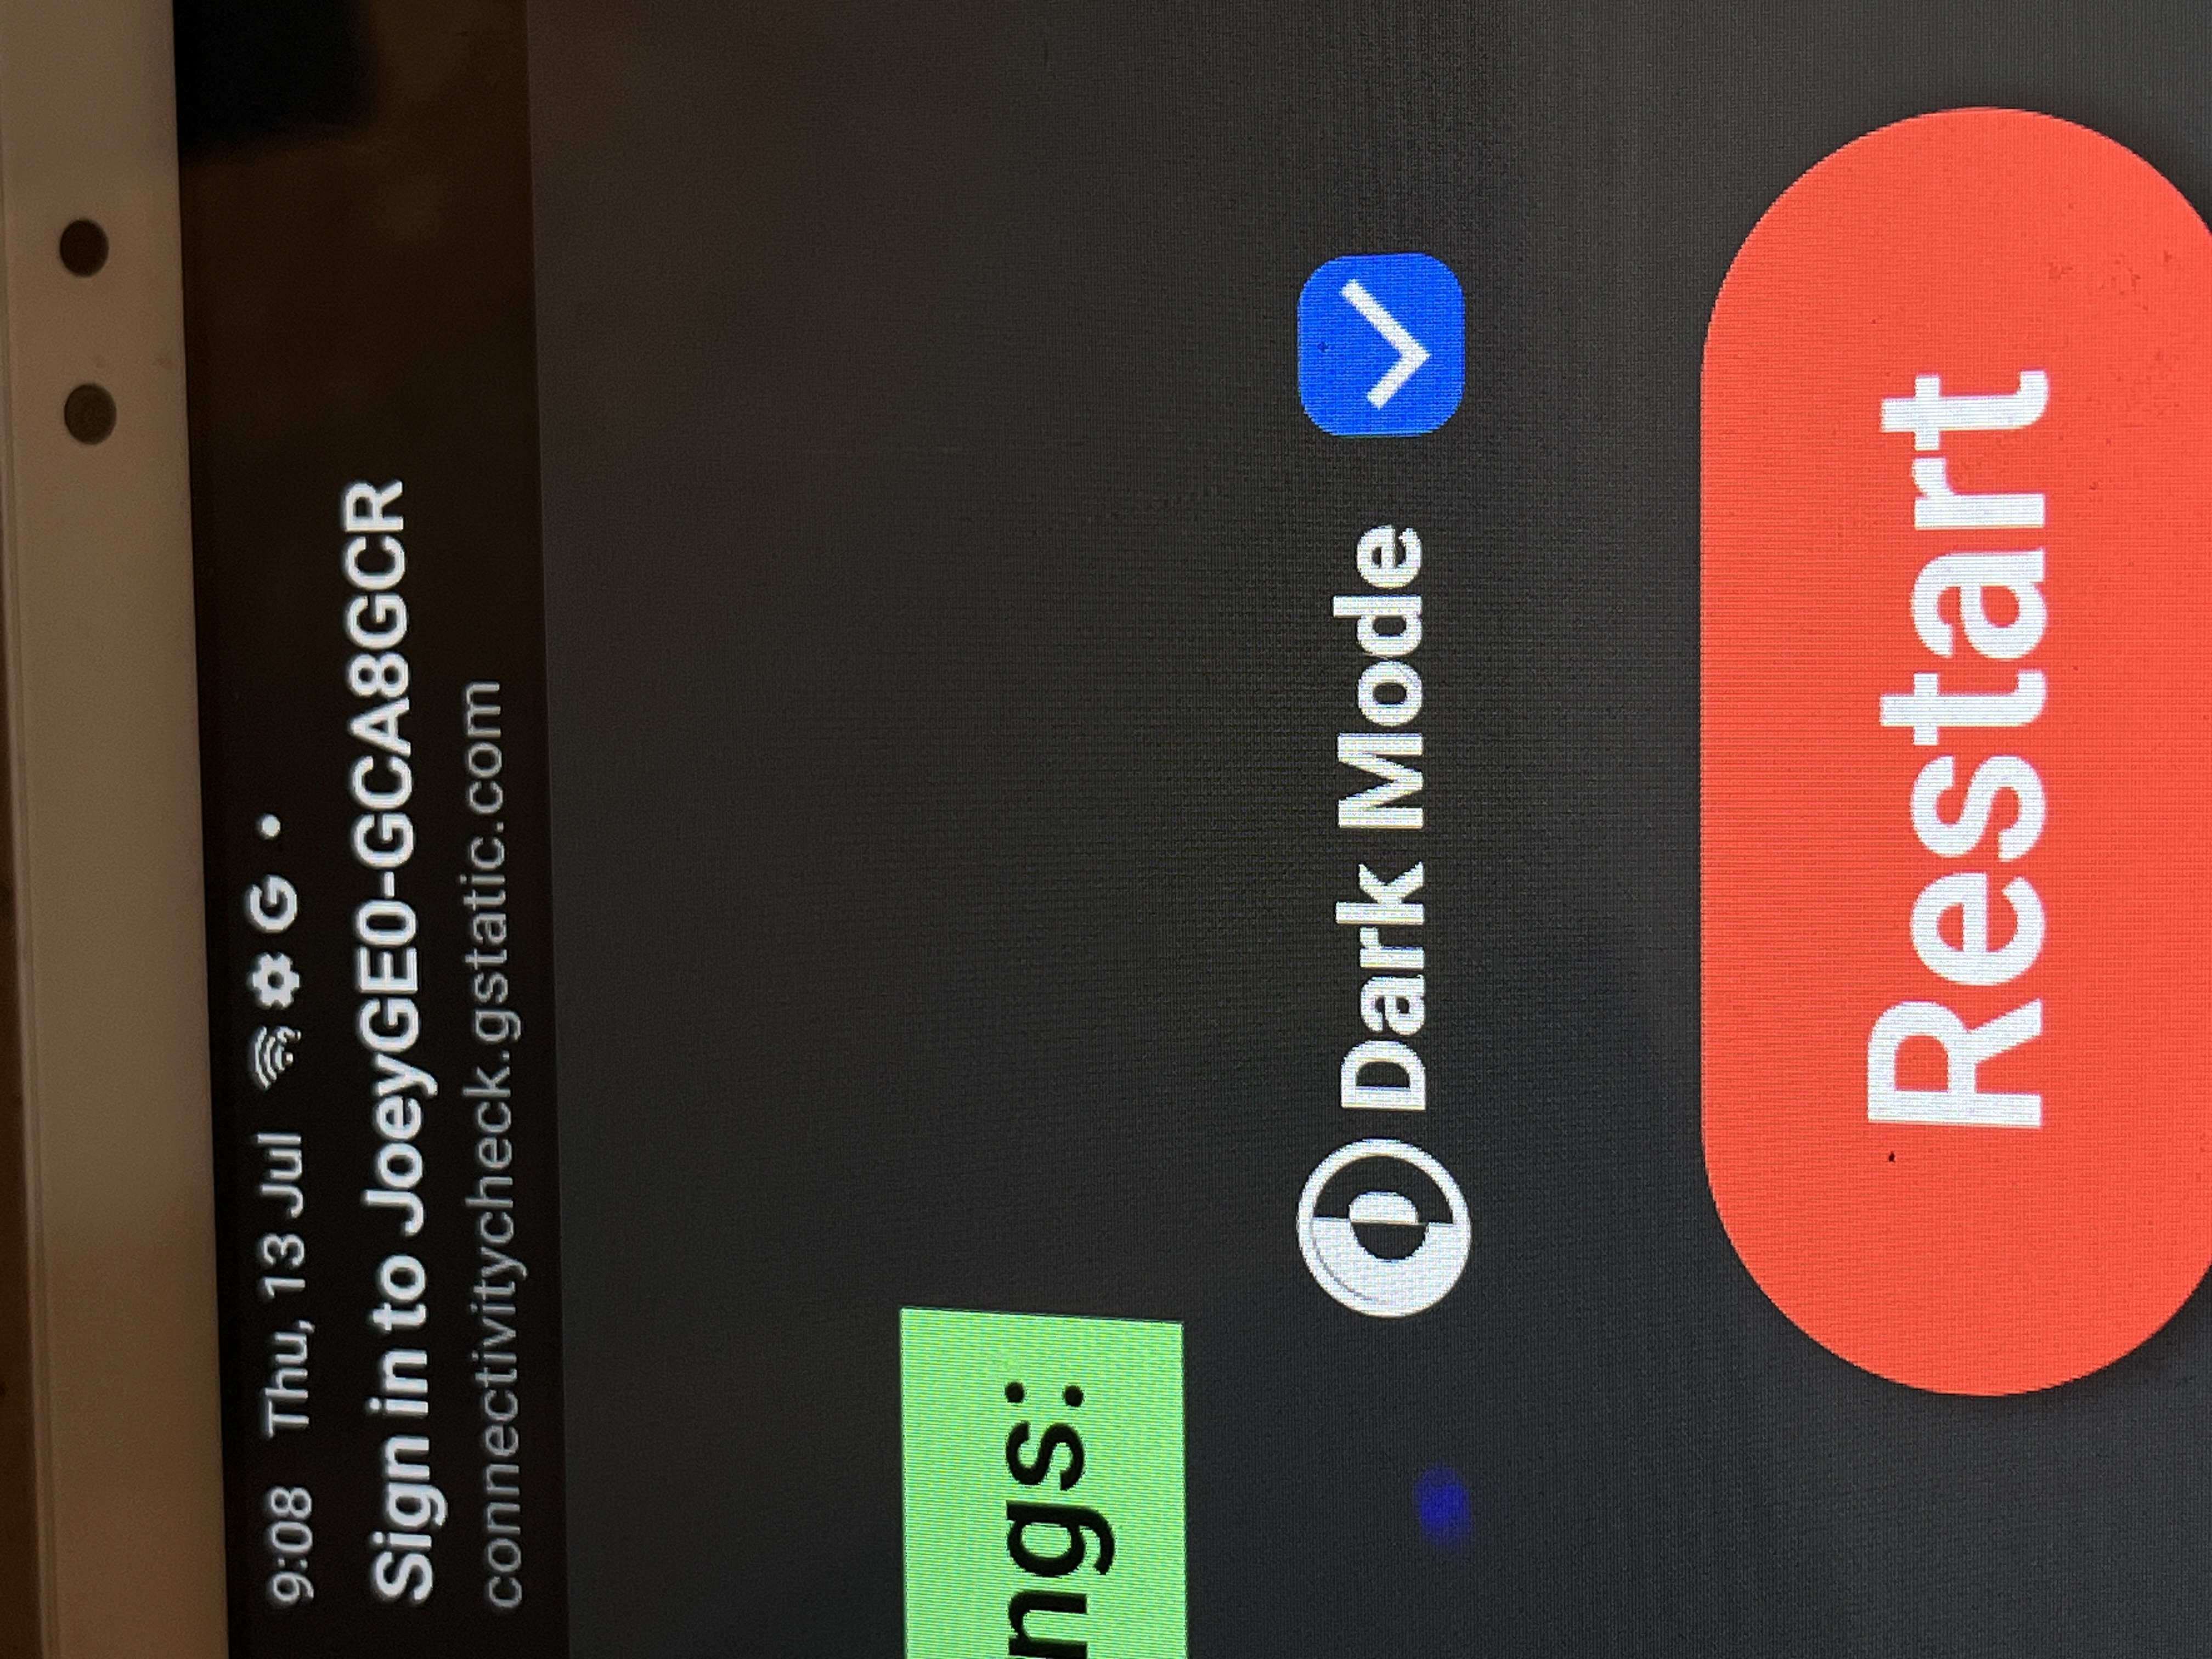 9:08 Thu, 13 Jul G
Sign in to JoeyGE0-GCA8GCR
connectivitycheck.gstatic.com
ngs:
Dark Mode
Restart